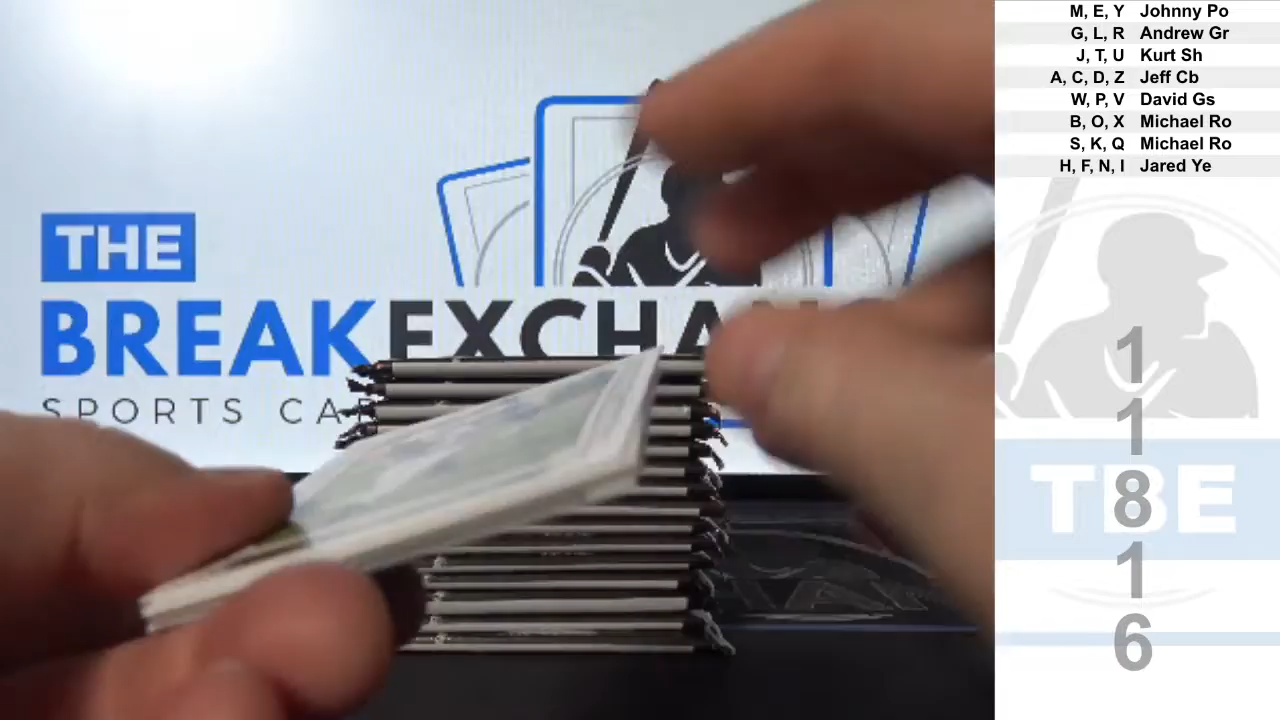 THE
BREAKEXCHAN
SPORTS CA
M, E, Y Johnny Po
G, L, R Andrew Gr
J, T, U Kurt Sh
A, C, D, Z Jeff Cb
W, P, V David Gs
B, O, X Michael Ro
S, K, Q Michael Ro
H, F, N, I Jared Ye
TBE
1
1
8
1
6